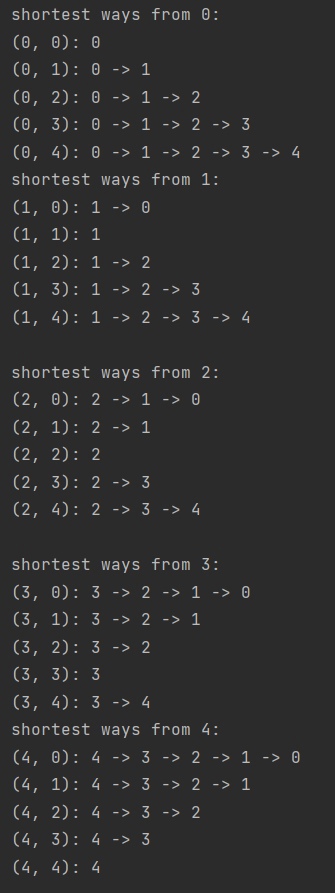 shortest ways from 0:
(0, 0): 0
(0, 1): 0 -> 1
(0, 2): 0 -> 1 -> 2
(0, 3): 0 -> 1 -> 2 -> 3
(0, 4): 0 -> 1 -> 2 -> 3 -> 4
shortest ways from 1:
(1, 0): 1 -> 0
(1, 1): 1
(1, 2): 1 -> 2
(1, 3): 1 -> 2 -> 3
(1, 4): 1 -> 2 -> 3 -> 4

shortest ways from 2:
(2, 0): 2 -> 1 -> 0
(2, 1): 2 -> 1
(2, 2): 2
(2, 3): 2 -> 3
(2, 4): 2 -> 3 -> 4

shortest ways from 3:
(3, 0): 3 -> 2 -> 1 -> 0
(3, 1): 3 -> 2 -> 1
(3, 2): 3 -> 2
(3, 3): 3
(3, 4): 3 -> 4
shortest ways from 4:
(4, 0): 4 -> 3 -> 2 -> 1 -> 0
(4, 1): 4 -> 3 -> 2 -> 1
(4, 2): 4 -> 3 -> 2
(4, 3): 4 -> 3
(4, 4): 4